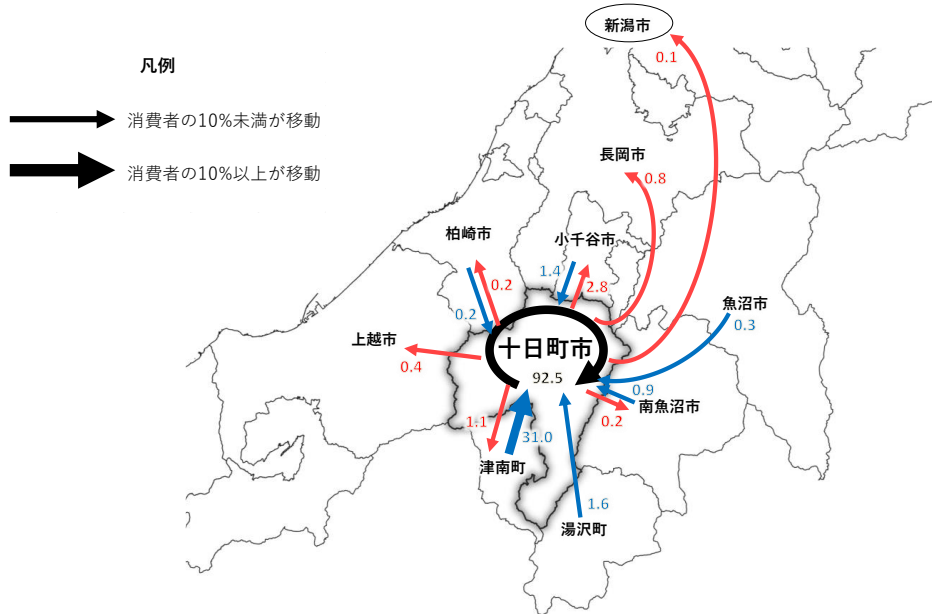 新潟市
0.1
凡例
消費者の10%未満が移動
消費者の10%以上が移動
長岡市
0.8
柏崎市
小千谷市
1.4
2.8
0.2
0.2
魚沼市
0.3
上越市
0.4
十日町市
92.5
0.9
南魚沼市
0.2
1.1
31.0
津南町
1.6
湯沢町